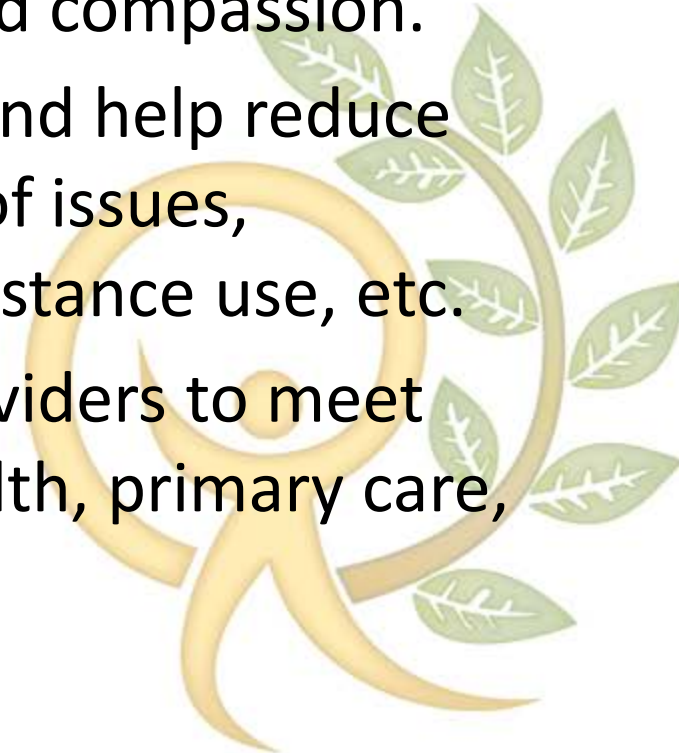 d compassion.
nd help reduce
of issues,
stance use, etc.
viders to meet
lth, primary care,